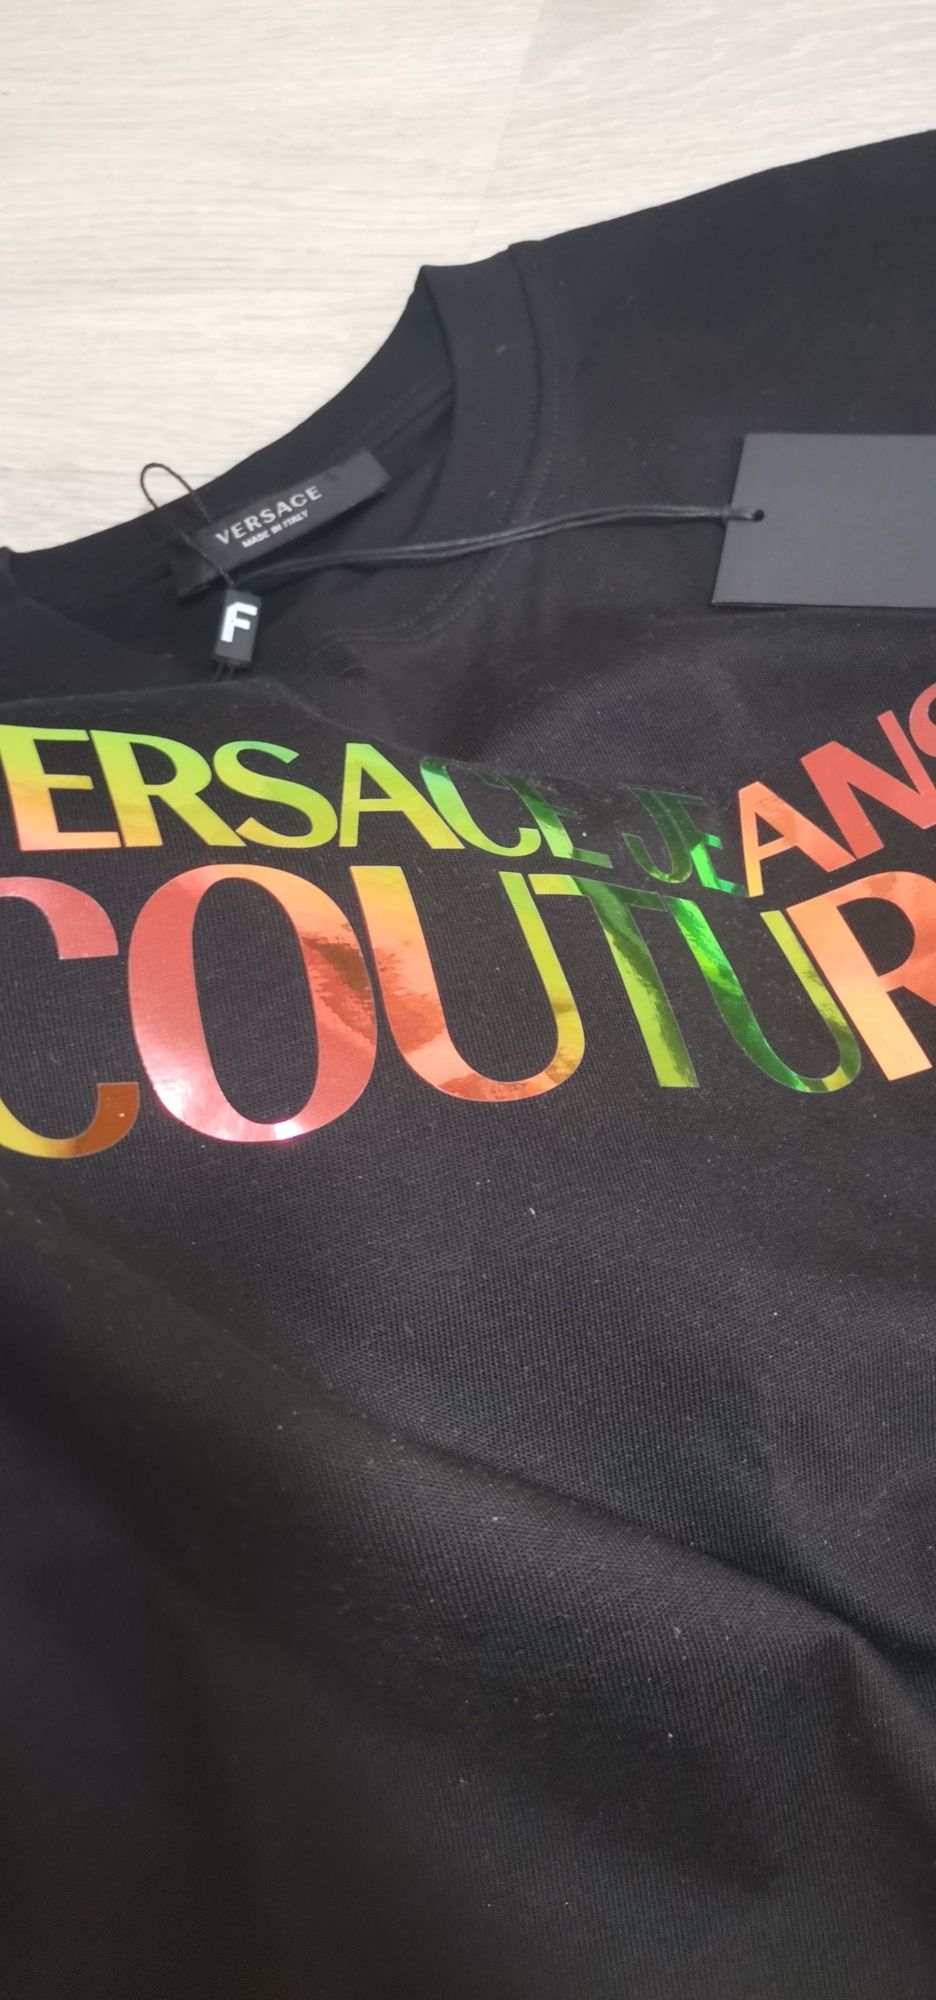 VERSACE
MADE IN ITALY
F
ERSACE JEANS
COUTUR